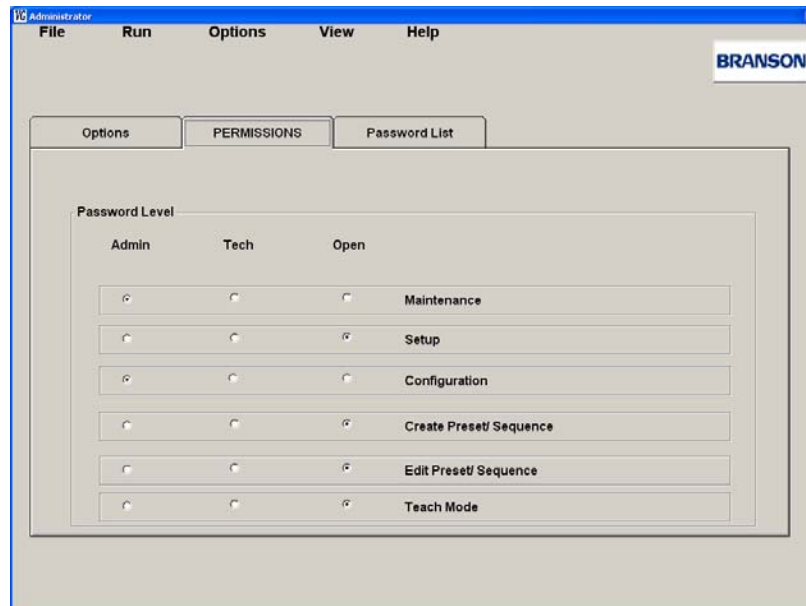 VG Administrator
File Run Options View Help
BRANSON
Options PERMISSIONS Password List
Password Level
Admin Tech Open
Maintenance
Setup
Configuration
Create Preset/ Sequence
Edit Preset/ Sequence
Teach Mode